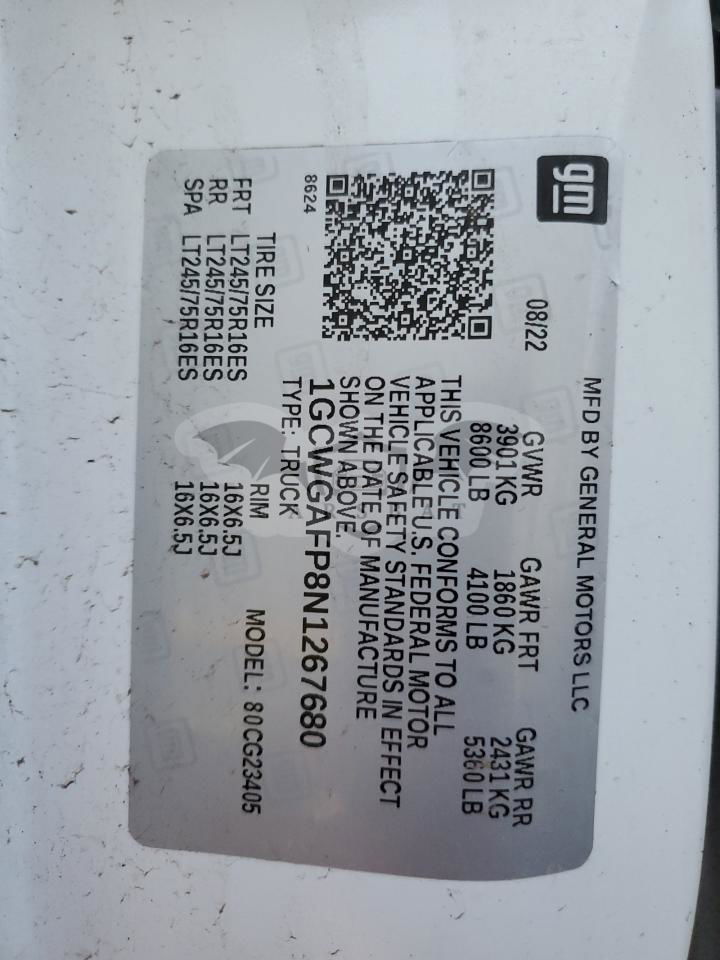 gm
MFD BY GENERAL MOTORS LLC
08/22
GVWR GAWR FRT GAWR RR
3901 KG 1860 KG 2431 KG
8600 LB 4100 LB 5360 LB
THIS VEHICLE CONFORMS TO ALL
APPLICABLE U.S. FEDERAL MOTOR
VEHICLE SAFETY STANDARDS IN EFFECT
ON THE DATE OF MANUFACTURE
SHOWN ABOVE.
8624
1GCWGAFP8N1267680
TYPE: TRUCK
MODEL: 80CG23405
TIRE SIZE RIM
FRT LT245/75R16ES 16X6.5J
RR LT245/75R16ES 16X6.5J
SPA LT245/75R16ES 16X6.5J